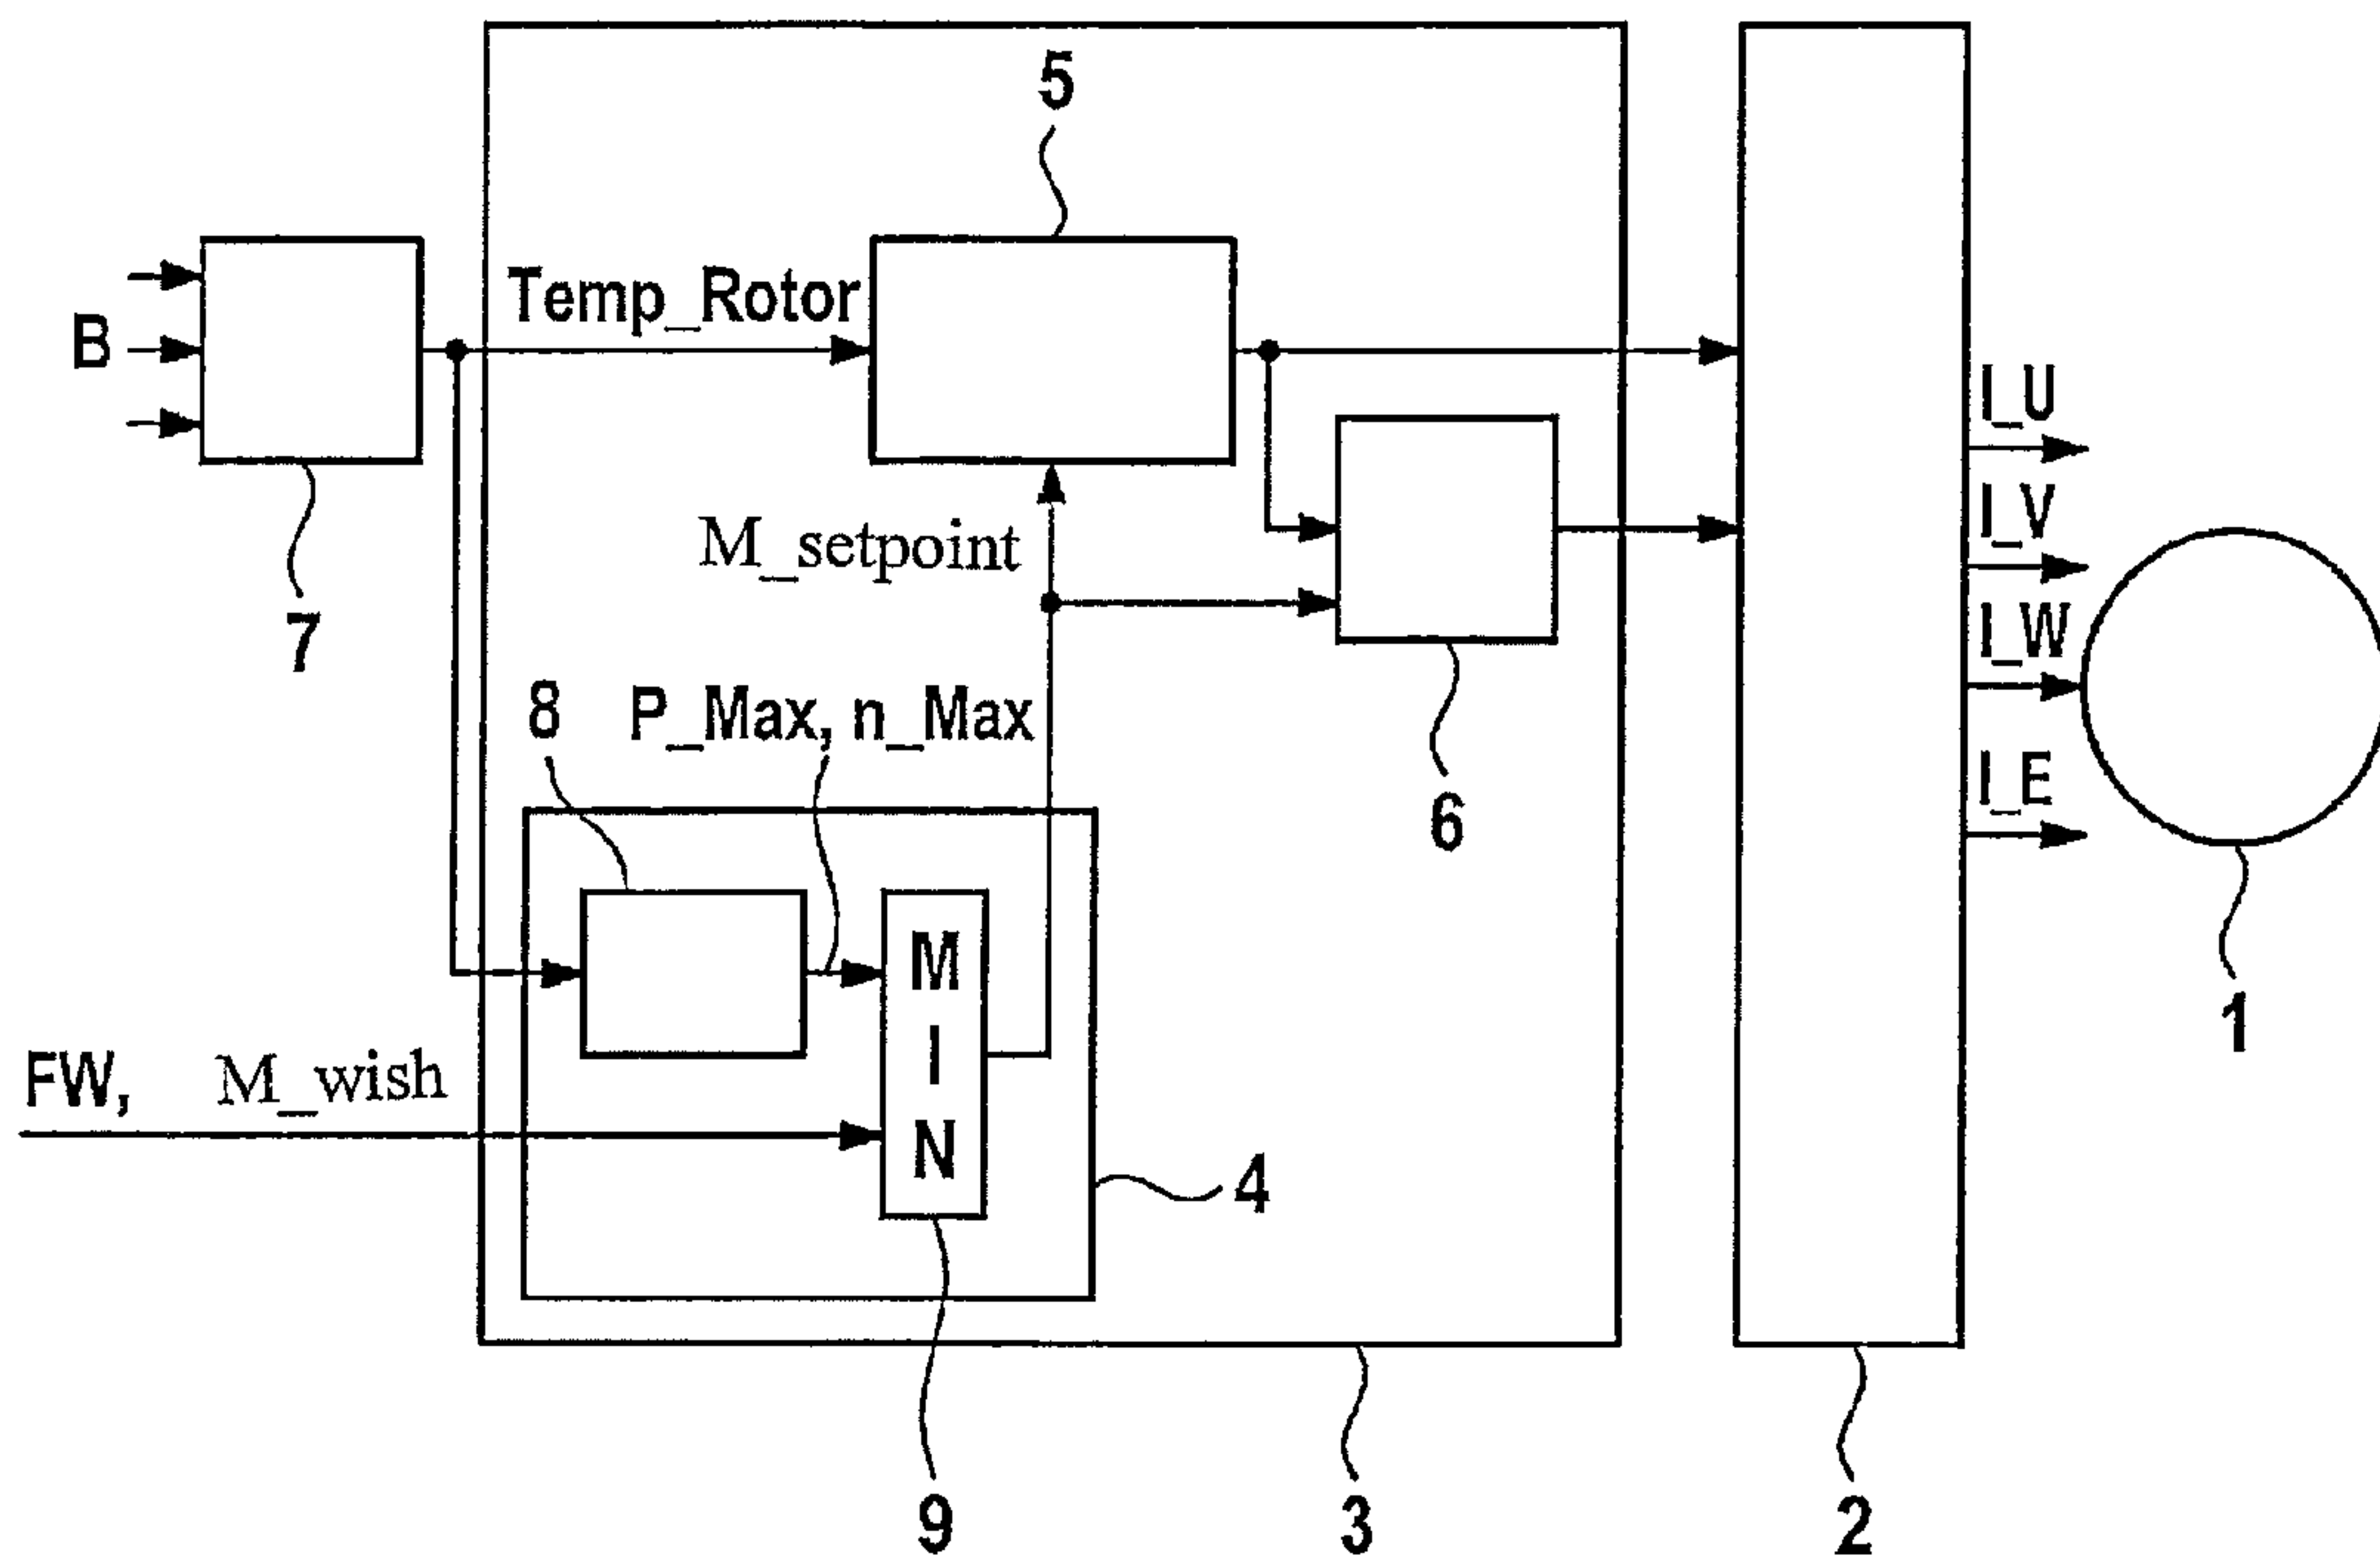 5
Temp_Rotor
B
I_U
M_setpoint
I_V
7
I_W
8
P_Max, n_Max
I_E
6
MIN
FW, M_wish
4
1
9
3
2